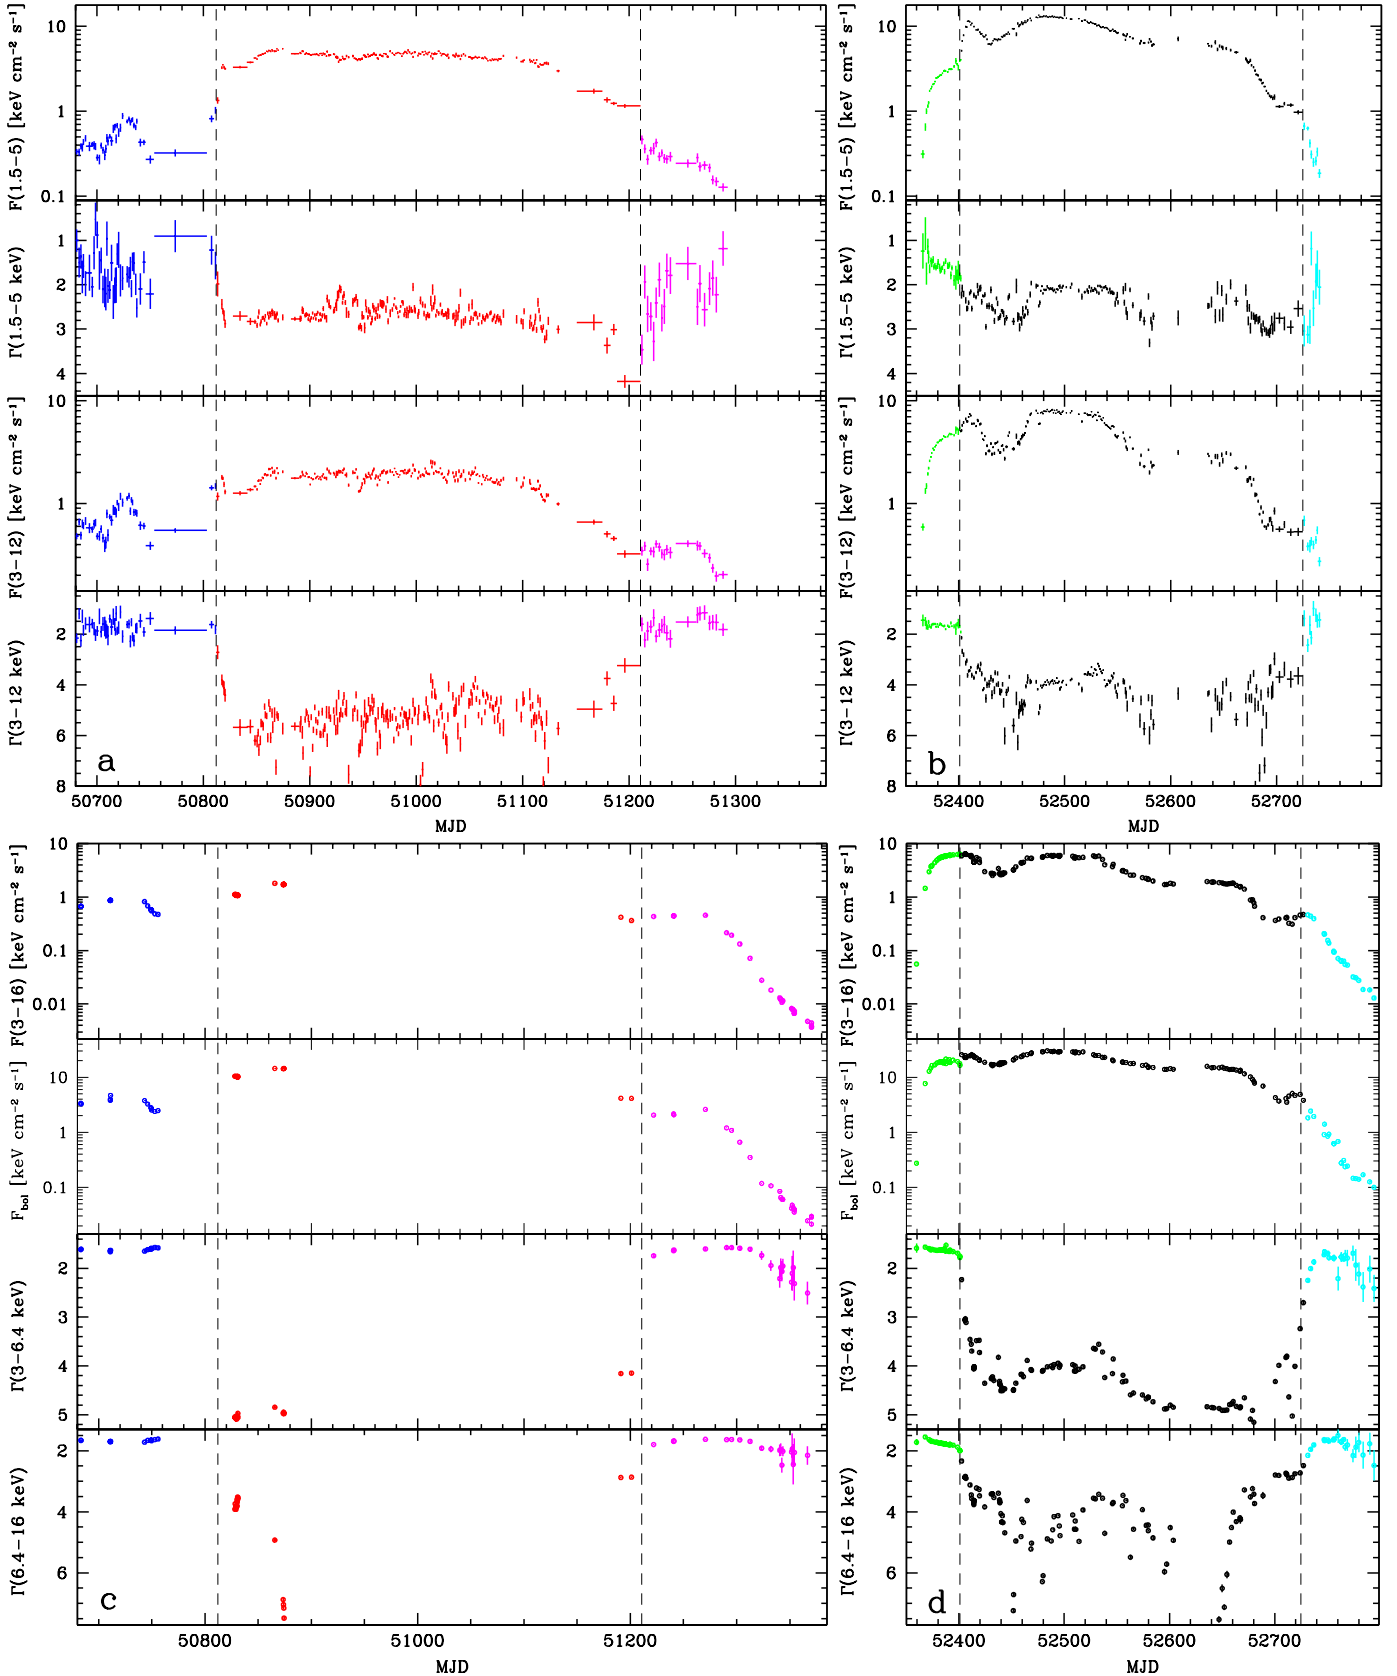 10
1
0.1
F(1.5−5) [keV cm⁻² s⁻¹]
1
2
3
4
Γ(1.5−5 keV)
10
1
F(3−12) [keV cm⁻² s⁻¹]
2
4
6
8
Γ(3−12 keV)
a
50700 50800 50900 51000 51100 51200 51300
MJD
10
1
0.1
F(1.5−5) [keV cm⁻² s⁻¹]
1
2
3
4
Γ(1.5−5 keV)
10
1
F(3−12) [keV cm⁻² s⁻¹]
2
4
6
8
Γ(3−12 keV)
b
52400 52500 52600 52700
MJD
10
1
0.1
0.01
F(3−16) [keV cm⁻² s⁻¹]
10
1
0.1
F_bol [keV cm⁻² s⁻¹]
2
3
4
5
Γ(3−6.4 keV)
2
4
6
Γ(6.4−16 keV)
c
50800 51000 51200
MJD
10
1
0.1
0.01
F(3−16) [keV cm⁻² s⁻¹]
10
1
0.1
F_bol [keV cm⁻² s⁻¹]
2
3
4
5
Γ(3−6.4 keV)
2
4
6
Γ(6.4−16 keV)
d
52400 52500 52600 52700
MJD